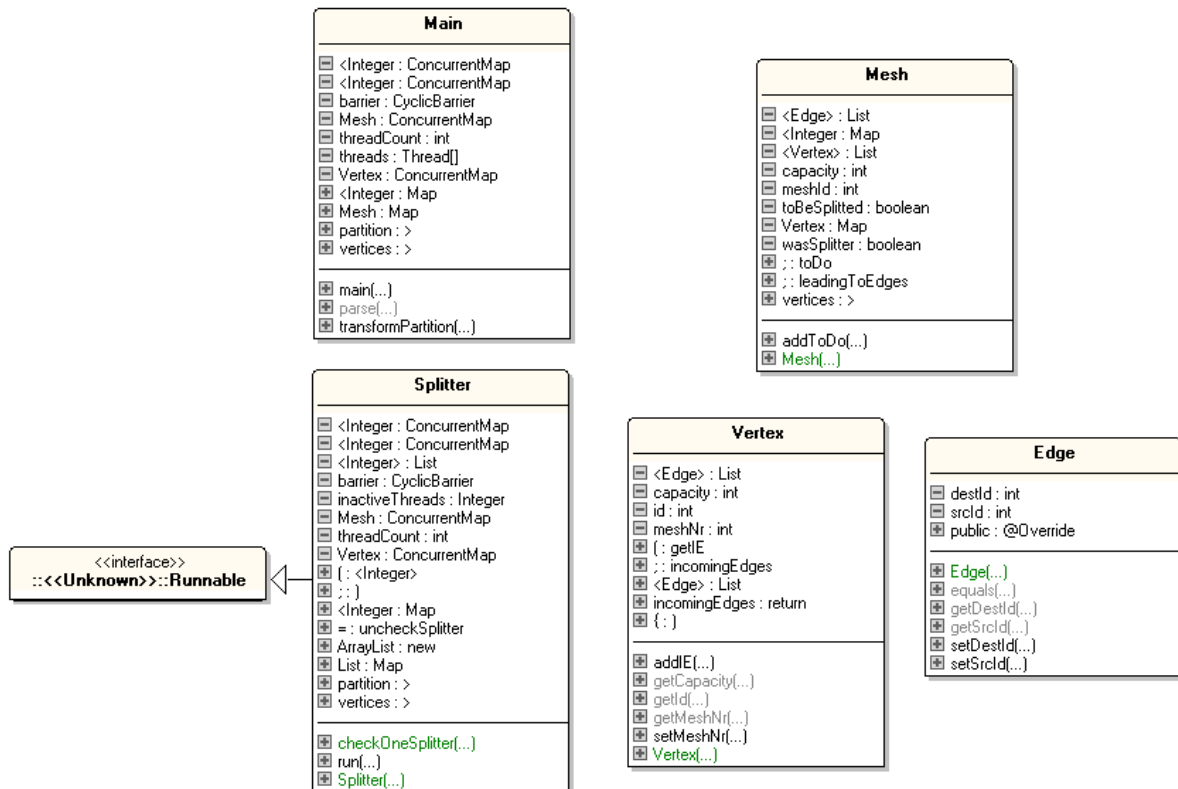 Main
<Integer : ConcurrentMap
<Integer : ConcurrentMap
barrier : CyclicBarrier
Mesh : ConcurrentMap
threadCount : int
threads : Thread[]
Vertex : ConcurrentMap
<Integer : Map
Mesh : Map
partition : >
vertices : >
main(...)
parse(...)
transformPartition(...)
Mesh
<Edge> : List
<Integer : Map
<Vertex> : List
capacity : int
meshId : int
toBeSplitted : boolean
Vertex : Map
wasSplitter : boolean
; : toDo
; : leadingToEdges
vertices : >
addToDo(...)
Mesh(...)
Splitter
<Integer : ConcurrentMap
<Integer : ConcurrentMap
<Integer> : List
barrier : CyclicBarrier
inactiveThreads : Integer
Mesh : ConcurrentMap
threadCount : int
Vertex : ConcurrentMap
( : <Integer>
; : )
<Integer : Map
= : uncheckSplitter
ArrayList : new
List : Map
partition : >
vertices : >
checkOneSplitter(...)
run(...)
Splitter(...)
Vertex
<Edge> : List
capacity : int
id : int
meshNr : int
( : getIE
; : incomingEdges
<Edge> : List
incomingEdges : return
{ : )
addIE(...)
getCapacity(...)
getId(...)
getMeshNr(...)
setMeshNr(...)
Vertex(...)
Edge
destId : int
srcId : int
public : @Override
Edge(...)
equals(...)
getDestId(...)
getSrcId(...)
setDestId(...)
setSrcId(...)
<<interface>>
::<<Unknown>>::Runnable